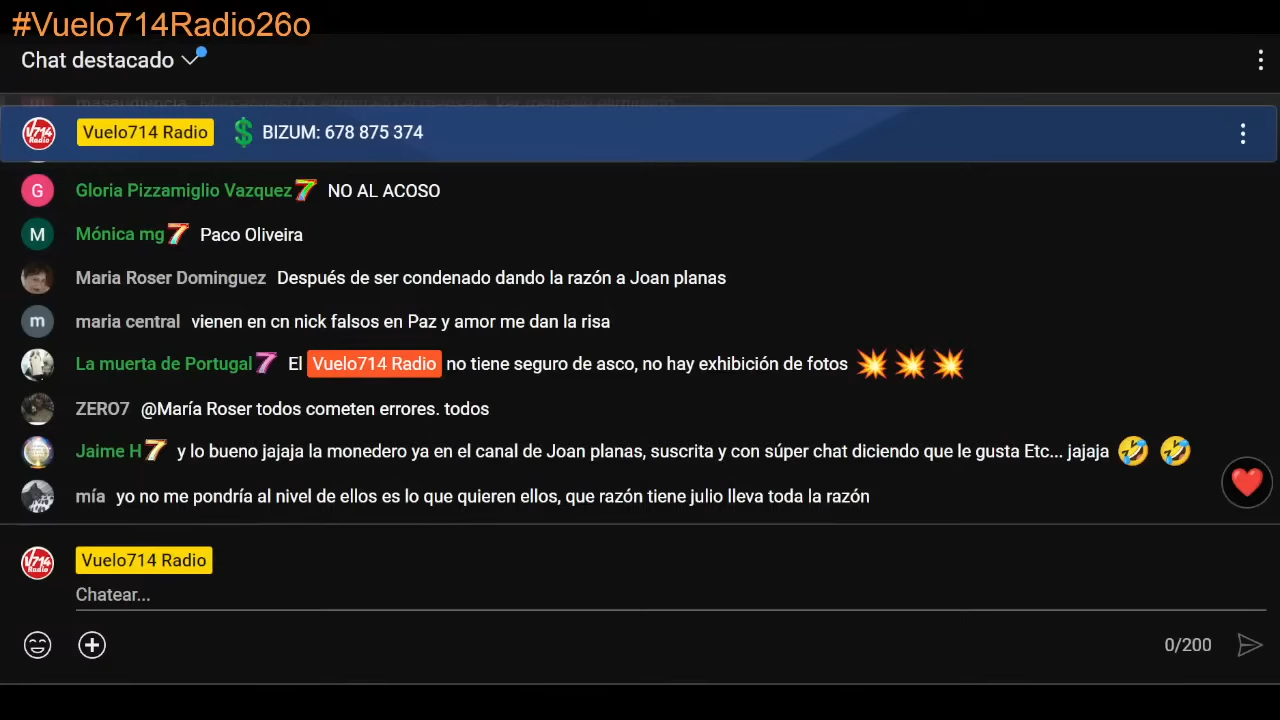 #Vuelo714Radio26o
Chat destacado
Vuelo714 Radio BIZUM: 678 875 374
Gloria Pizzamiglio Vazquez NO AL ACOSO
Mónica mg Paco Oliveira
Maria Roser Dominguez Después de ser condenado dando la razón a Joan planas
maria central vienen en cn nick falsos en Paz y amor me dan la risa
La muerta de Portugal El Vuelo714 Radio no tiene seguro de asco, no hay exhibición de fotos 💥 💥 💥
ZERO7 @María Roser todos cometen errores. todos
Jaime H y lo bueno jajaja la monedero ya en el canal de Joan planas, suscrita y con súper chat diciendo que le gusta Etc... jajaja 🤣 🤣
mía yo no me pondría al nivel de ellos es lo que quieren ellos, que razón tiene julio lleva toda la razón
Vuelo714 Radio
Chatear...
0/200